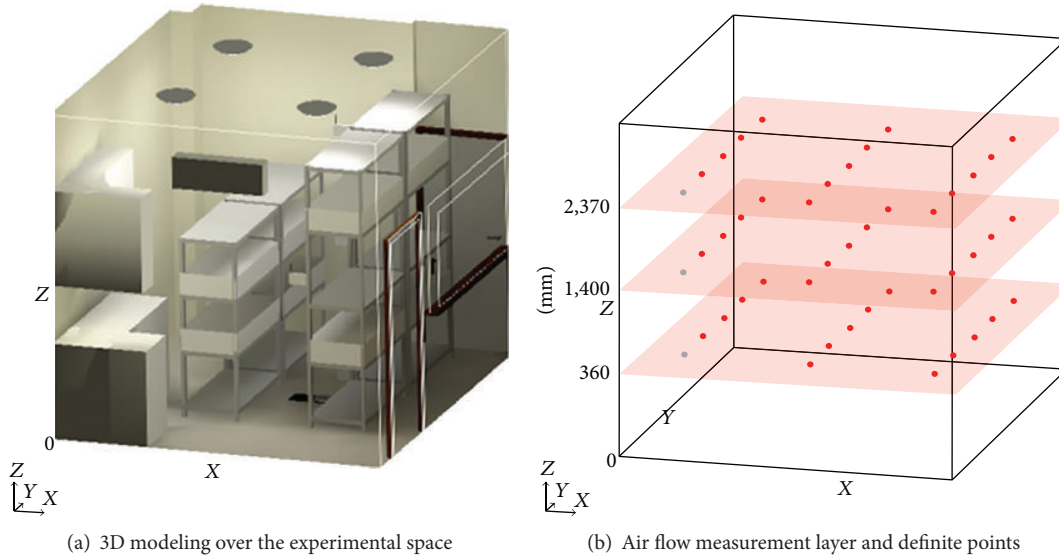 Z
0
X
Z
Y
X
(a) 3D modeling over the experimental space
2,370
1,400
(mm)
Z
360
Y
0
X
Z
Y
X
(b) Air flow measurement layer and definite points